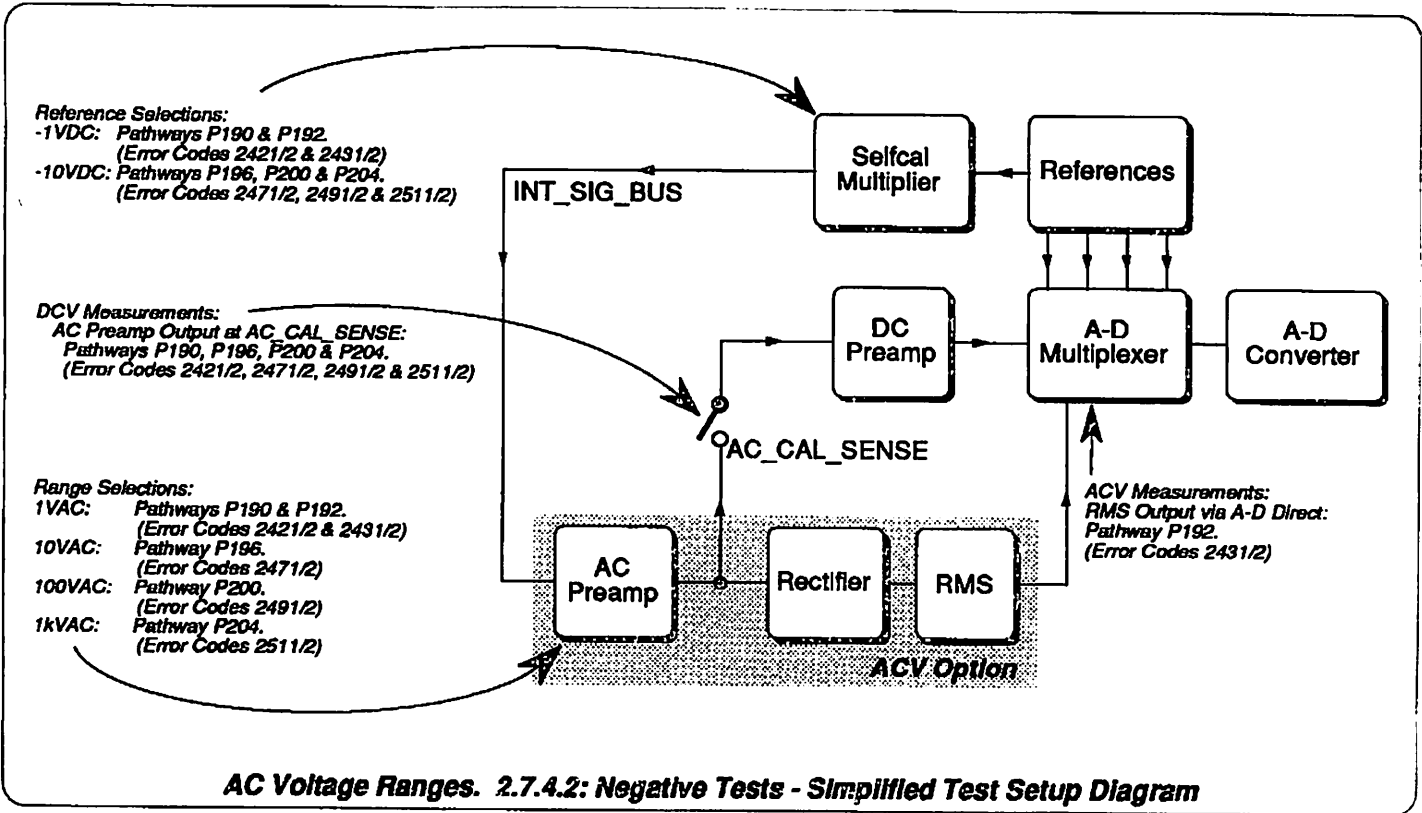 Reference Selections:
-1VDC: Pathways P190 & P192.
(Error Codes 2421/2 & 2431/2)
-10VDC: Pathways P196, P200 & P204.
(Error Codes 2471/2, 2491/2 & 2511/2)
INT_SIG_BUS
Selfcal
Multiplier
References
DCV Measurements:
AC Preamp Output at AC_CAL_SENSE:
Pathways P190, P196, P200 & P204.
(Error Codes 2421/2, 2471/2, 2491/2 & 2511/2)
DC
Preamp
A-D
Multiplexer
A-D
Converter
AC_CAL_SENSE
Range Selections:
1VAC: Pathways P190 & P192.
(Error Codes 2421/2 & 2431/2)
10VAC: Pathway P196.
(Error Codes 2471/2)
100VAC: Pathway P200.
(Error Codes 2491/2)
1kVAC: Pathway P204.
(Error Codes 2511/2)
ACV Measurements:
RMS Output via A-D Direct:
Pathway P192.
(Error Codes 2431/2)
AC
Preamp
Rectifier
RMS
ACV Option
AC Voltage Ranges. 2.7.4.2: Negative Tests - Simplified Test Setup Diagram